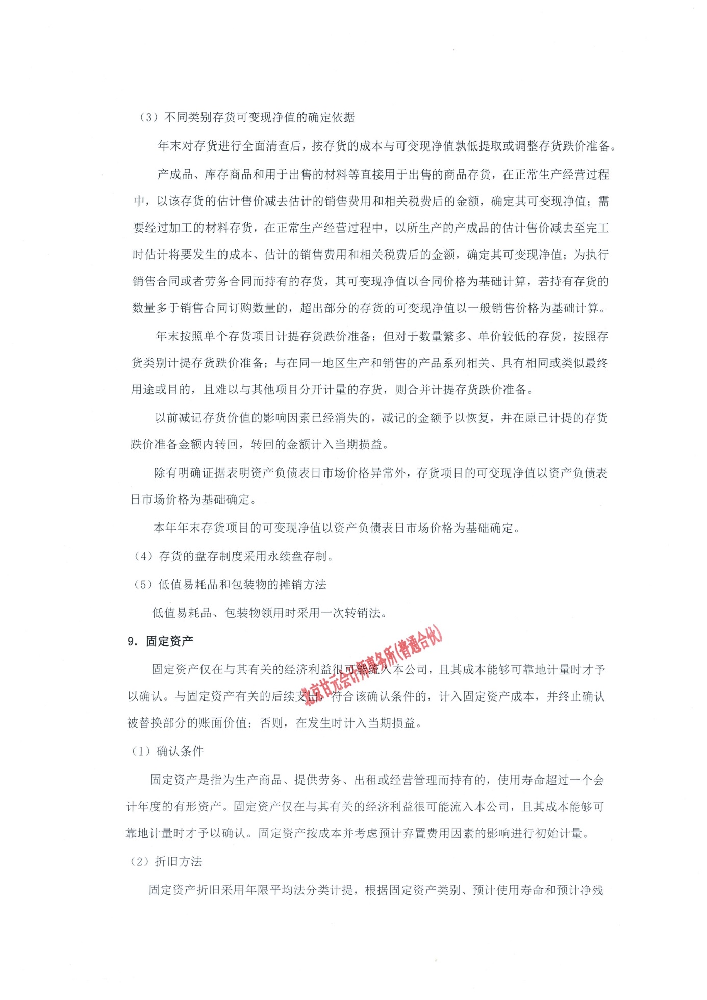 （3）不同类别存货可变现净值的确定依据
年末对存货进行全面清查后，按存货的成本与可变现净值孰低提取或调整存货跌价准备。
产成品、库存商品和用于出售的材料等直接用于出售的商品存货，在正常生产经营过程
中，以该存货的估计售价减去估计的销售费用和相关税费后的金额，确定其可变现净值；需
要经过加工的材料存货，在正常生产经营过程中，以所生产的产成品的估计售价减去至完工
时估计将要发生的成本、估计的销售费用和相关税费后的金额，确定其可变现净值；为执行
销售合同或者劳务合同而持有的存货，其可变现净值以合同价格为基础计算，若持有存货的
数量多于销售合同订购数量的，超出部分的存货的可变现净值以一般销售价格为基础计算。
年末按照单个存货项目计提存货跌价准备；但对于数量繁多、单价较低的存货，按照存
货类别计提存货跌价准备；与在同一地区生产和销售的产品系列相关、具有相同或类似最终
用途或目的，且难以与其他项目分开计量的存货，则合并计提存货跌价准备。
以前减记存货价值的影响因素已经消失的，减记的金额予以恢复，并在原已计提的存货
跌价准备金额内转回，转回的金额计入当期损益。
除有明确证据表明资产负债表日市场价格异常外，存货项目的可变现净值以资产负债表
日市场价格为基础确定。
本年年末存货项目的可变现净值以资产负债表日市场价格为基础确定。
（4）存货的盘存制度采用永续盘存制。
（5）低值易耗品和包装物的摊销方法
低值易耗品、包装物领用时采用一次转销法。
9．固定资产
固定资产仅在与其有关的经济利益很可能流入本公司，且其成本能够可靠地计量时才予
以确认。与固定资产有关的后续支出，符合该确认条件的，计入固定资产成本，并终止确认
被替换部分的账面价值；否则，在发生时计入当期损益。
北京甘元会计师事务所(普通合伙)
（1）确认条件
固定资产是指为生产商品、提供劳务、出租或经营管理而持有的，使用寿命超过一个会
计年度的有形资产。固定资产仅在与其有关的经济利益很可能流入本公司，且其成本能够可
靠地计量时才予以确认。固定资产按成本并考虑预计弃置费用因素的影响进行初始计量。
（2）折旧方法
固定资产折旧采用年限平均法分类计提，根据固定资产类别、预计使用寿命和预计净残